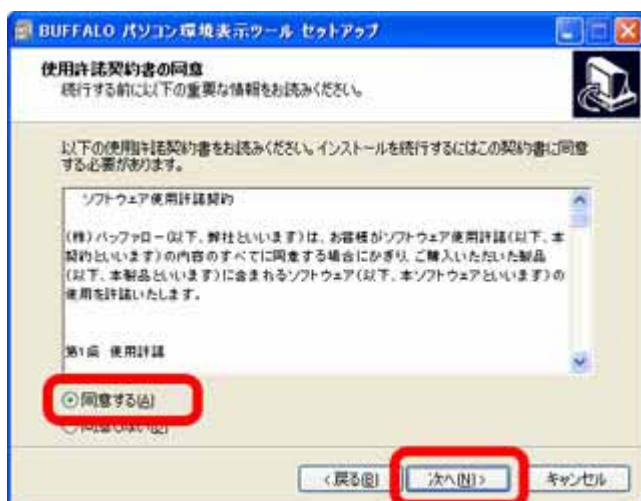 BUFFALO パソコン環境表示ツール セットアップ
使用許諾契約書の同意
続行する前に以下の重要な情報をお読みください。
以下の使用許諾契約書をお読みください。インストールを続行するにはこの契約書に同意
する必要があります。
ソフトウェア使用許諾契約
(株)バッファロー(以下、弊社といいます)は、お客様がソフトウェア使用許諾(以下、本
契約といいます)の内容のすべてに同意する場合にかぎり、ご購入いただいた製品
(以下、本製品といいます)に含まれるソフトウェア(以下、本ソフトウェアといいます)の
使用を許諾いたします。
第1条 使用許諾
同意する(A)
同意しない(D)
<戻る(B)
次へ(N)>
キャンセル